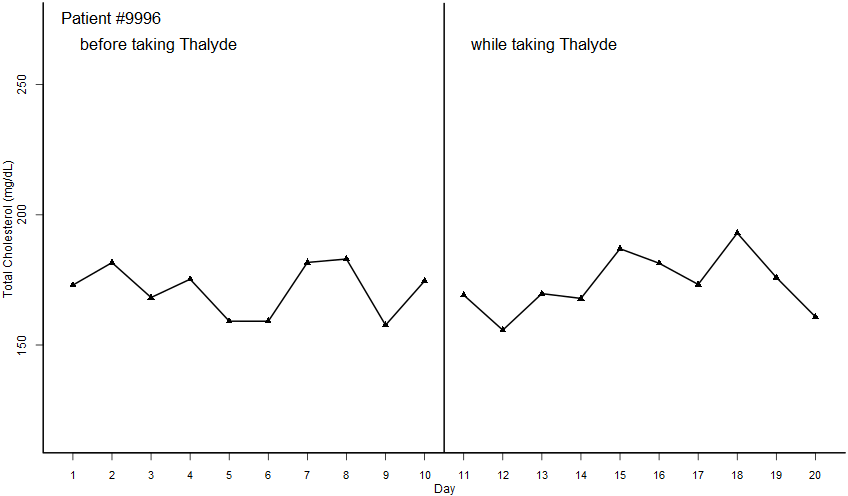 Patient #9996
before taking Thalyde
while taking Thalyde
Total Cholesterol (mg/dL)
250
200
150
1 2 3 4 5 6 7 8 9 10 11 12 13 14 15 16 17 18 19 20
Day